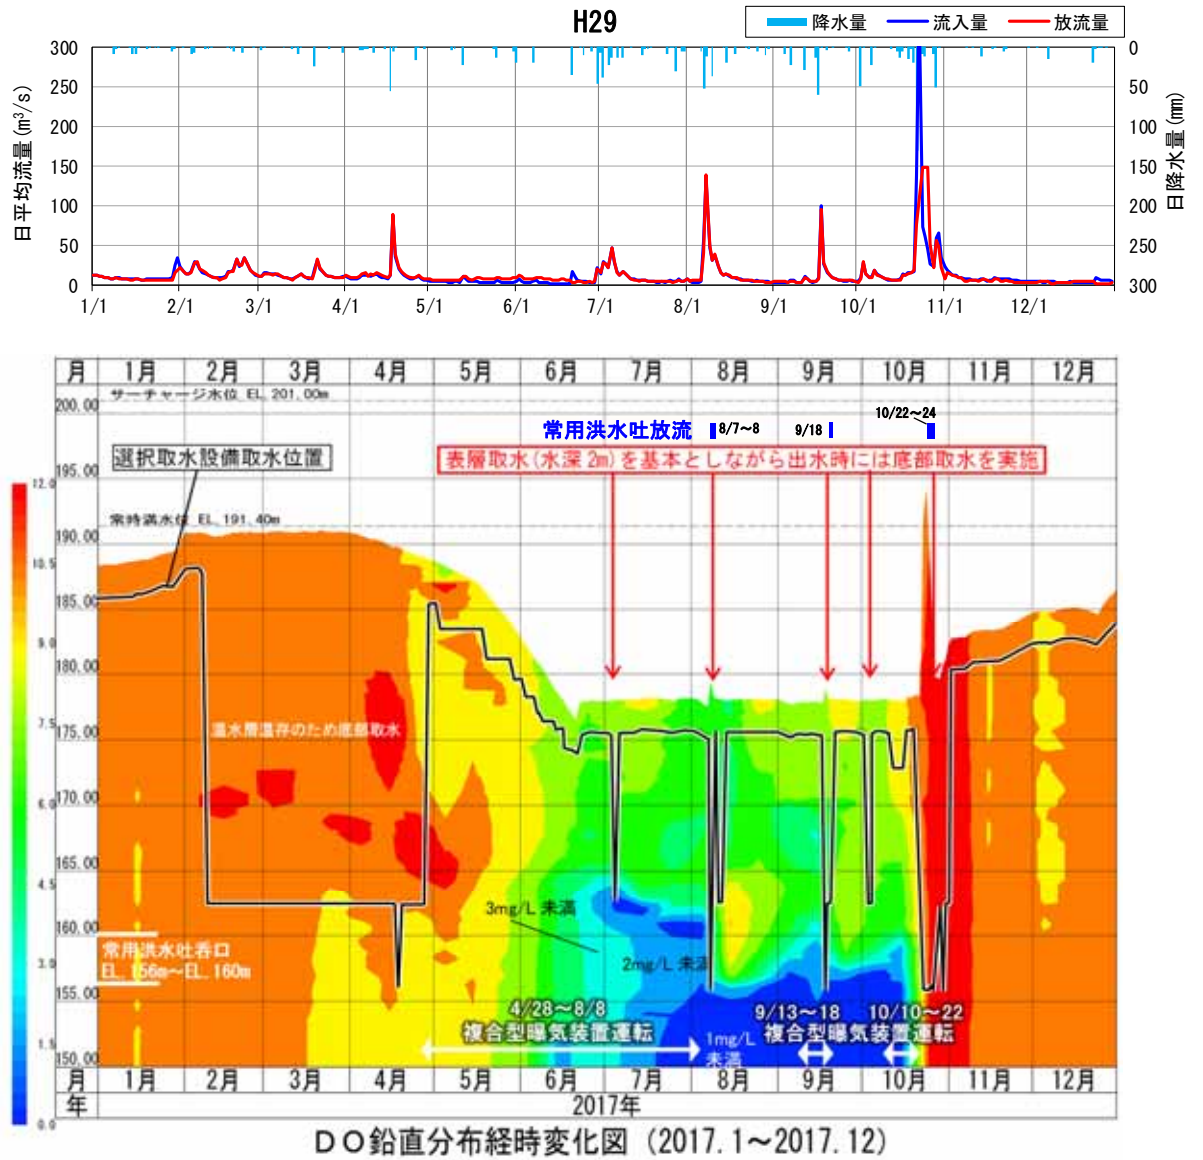 H29
降水量 流入量 放流量
日平均流量(m³/s)
300
250
200
150
100
50
0
0
50
100
150
200
250
300
日降水量(mm)
1/1 2/1 3/1 4/1 5/1 6/1 7/1 8/1 9/1 10/1 11/1 12/1
月 1月 2月 3月 4月 5月 6月 7月 8月 9月 10月 11月 12月
サーチャージ水位 EL.201.00m
200.00
常用洪水吐放流 8/7～8 9/18 10/22～24
選択取水設備取水位置
表層取水(水深2m)を基本としながら出水時には底部取水を実施
195.00
常時満水位 EL.191.40m
190.00
185.00
180.00
175.00
170.00
165.00
160.00
155.00
150.00
12.0
10.5
9.0
7.5
6.0
4.5
3.0
1.5
0.0
温水層温存のため底部取水
3mg/L 未満
2mg/L 未満
1mg/L
未満
常用洪水吐呑口
EL.156m～EL.160m
4/28～8/8
複合型曝気装置運転
9/13～18 10/10～22
複合型曝気装置運転
月 1月 2月 3月 4月 5月 6月 7月 8月 9月 10月 11月 12月
年 2017年
DO鉛直分布経時変化図（2017.1～2017.12）